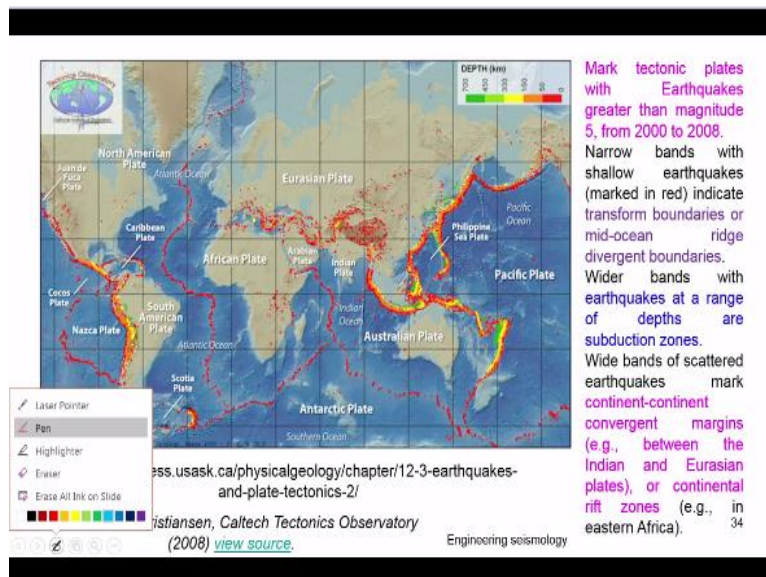 Tectonics Observatory
DEPTH (km)
700
450
300
150
50
0
North American
Plate
Juan de
Fuca
Plate
Atlantic Ocean
Eurasian Plate
Caribbean
Plate
Pacific
Ocean
Philippine
Sea Plate
African Plate
Arabian
Plate
Indian
Plate
Pacific Plate
Cocos
Plate
South
American
Plate
Indian
Ocean
Nazca Plate
Australian Plate
Atlantic Ocean
Scotia
Plate
Antarctic Plate
Southern Ocean
Mark tectonic plates
with Earthquakes
greater than magnitude
5, from 2000 to 2008.
Narrow bands with
shallow earthquakes
(marked in red) indicate
transform boundaries or
mid-ocean ridge
divergent boundaries.
Wider bands with
earthquakes at a range
of depths are
subduction zones.
Wide bands of scattered
earthquakes mark
continent-continent
convergent margins
(e.g., between the
Indian and Eurasian
plates), or continental
rift zones (e.g., in
eastern Africa).
34
Laser Pointer
Pen
Highlighter
Eraser
Erase All Ink on Slide
ess.usask.ca/physicalgeology/chapter/12-3-earthquakes-
and-plate-tectonics-2/
ristiansen, Caltech Tectonics Observatory
(2008) view source.
Engineering seismology